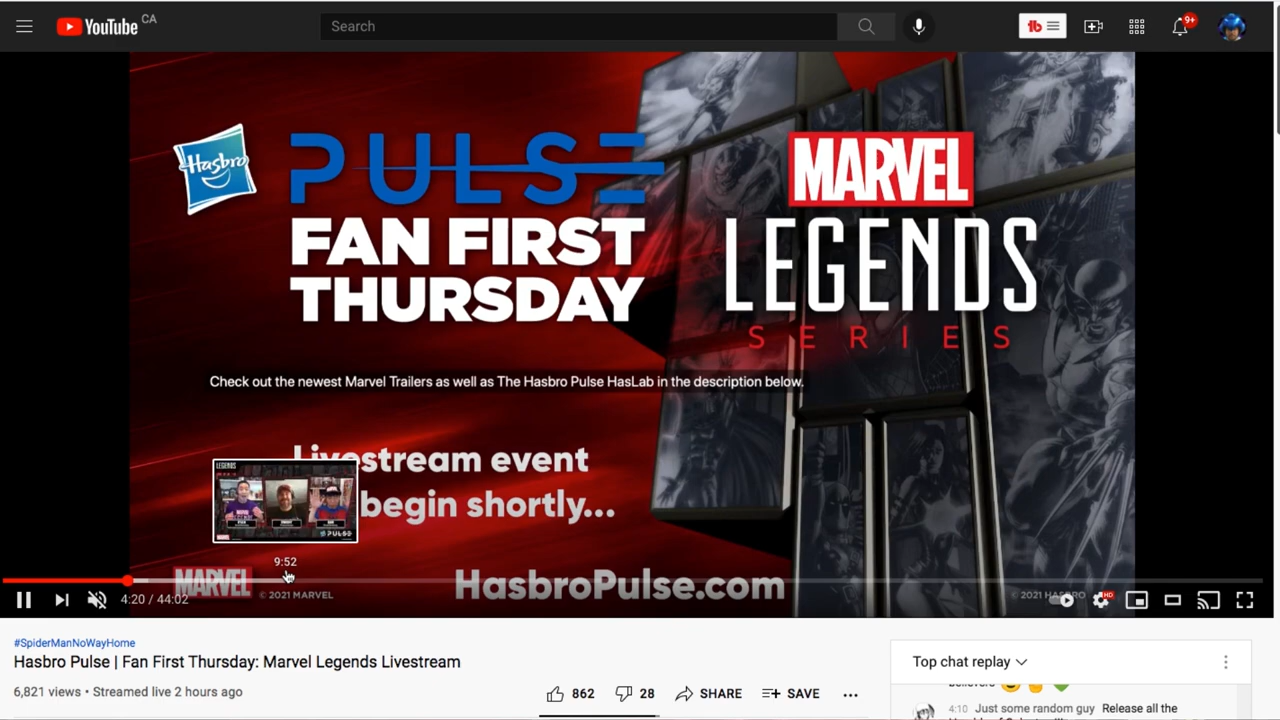 YouTube CA
Search
9+
Hasbro
PULSE
FAN FIRST
THURSDAY
MARVEL
LEGENDS
SERIES
Check out the newest Marvel Trailers as well as The Hasbro Pulse HasLab in the description below.
Livestream event
begin shortly...
LEGENDS
PULSE
9:52
MARVEL
© 2021 MARVEL
HasbroPulse.com
© 2021 HASBRO
4:20 / 44:02
HD
#SpiderManNoWayHome
Hasbro Pulse | Fan First Thursday: Marvel Legends Livestream
6,821 views • Streamed live 2 hours ago
862
28
SHARE
SAVE
Top chat replay
4:10 Just some random guy Release all the